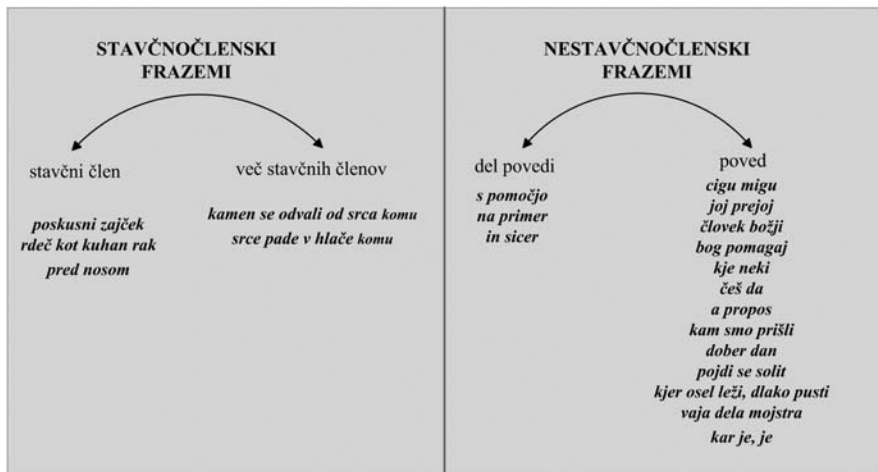 STAVČNOČLENSKI
FRAZEMI
stavčni člen
več stavčnih členov
poskusni zajček
rdeč kot kuhan rak
pred nosom
kamen se odvali od srca komu
srce pade v hlače komu
NESTAVČNOČLENSKI
FRAZEMI
del povedi
poved
s pomočjo
na primer
in sicer
cigu migu
joj prejoj
človek božji
bog pomagaj
kje neki
češ da
a propos
kam smo prišli
dober dan
pojdi se solit
kjer osel leži, dlako pusti
vaja dela mojstra
kar je, je